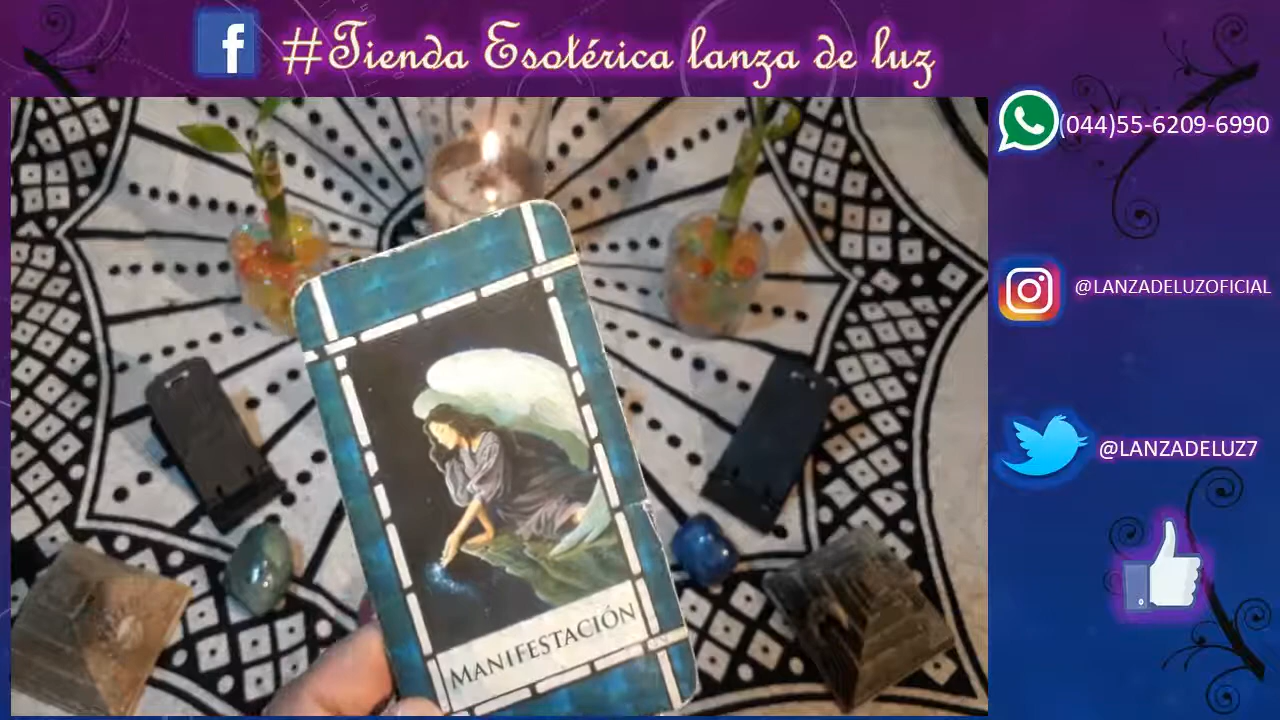 #Tienda Esotérica lanza de luz
(044)55-6209-6990
@LANZADELUZOFICIAL
@LANZADELUZ7
MANIFESTACIÓN